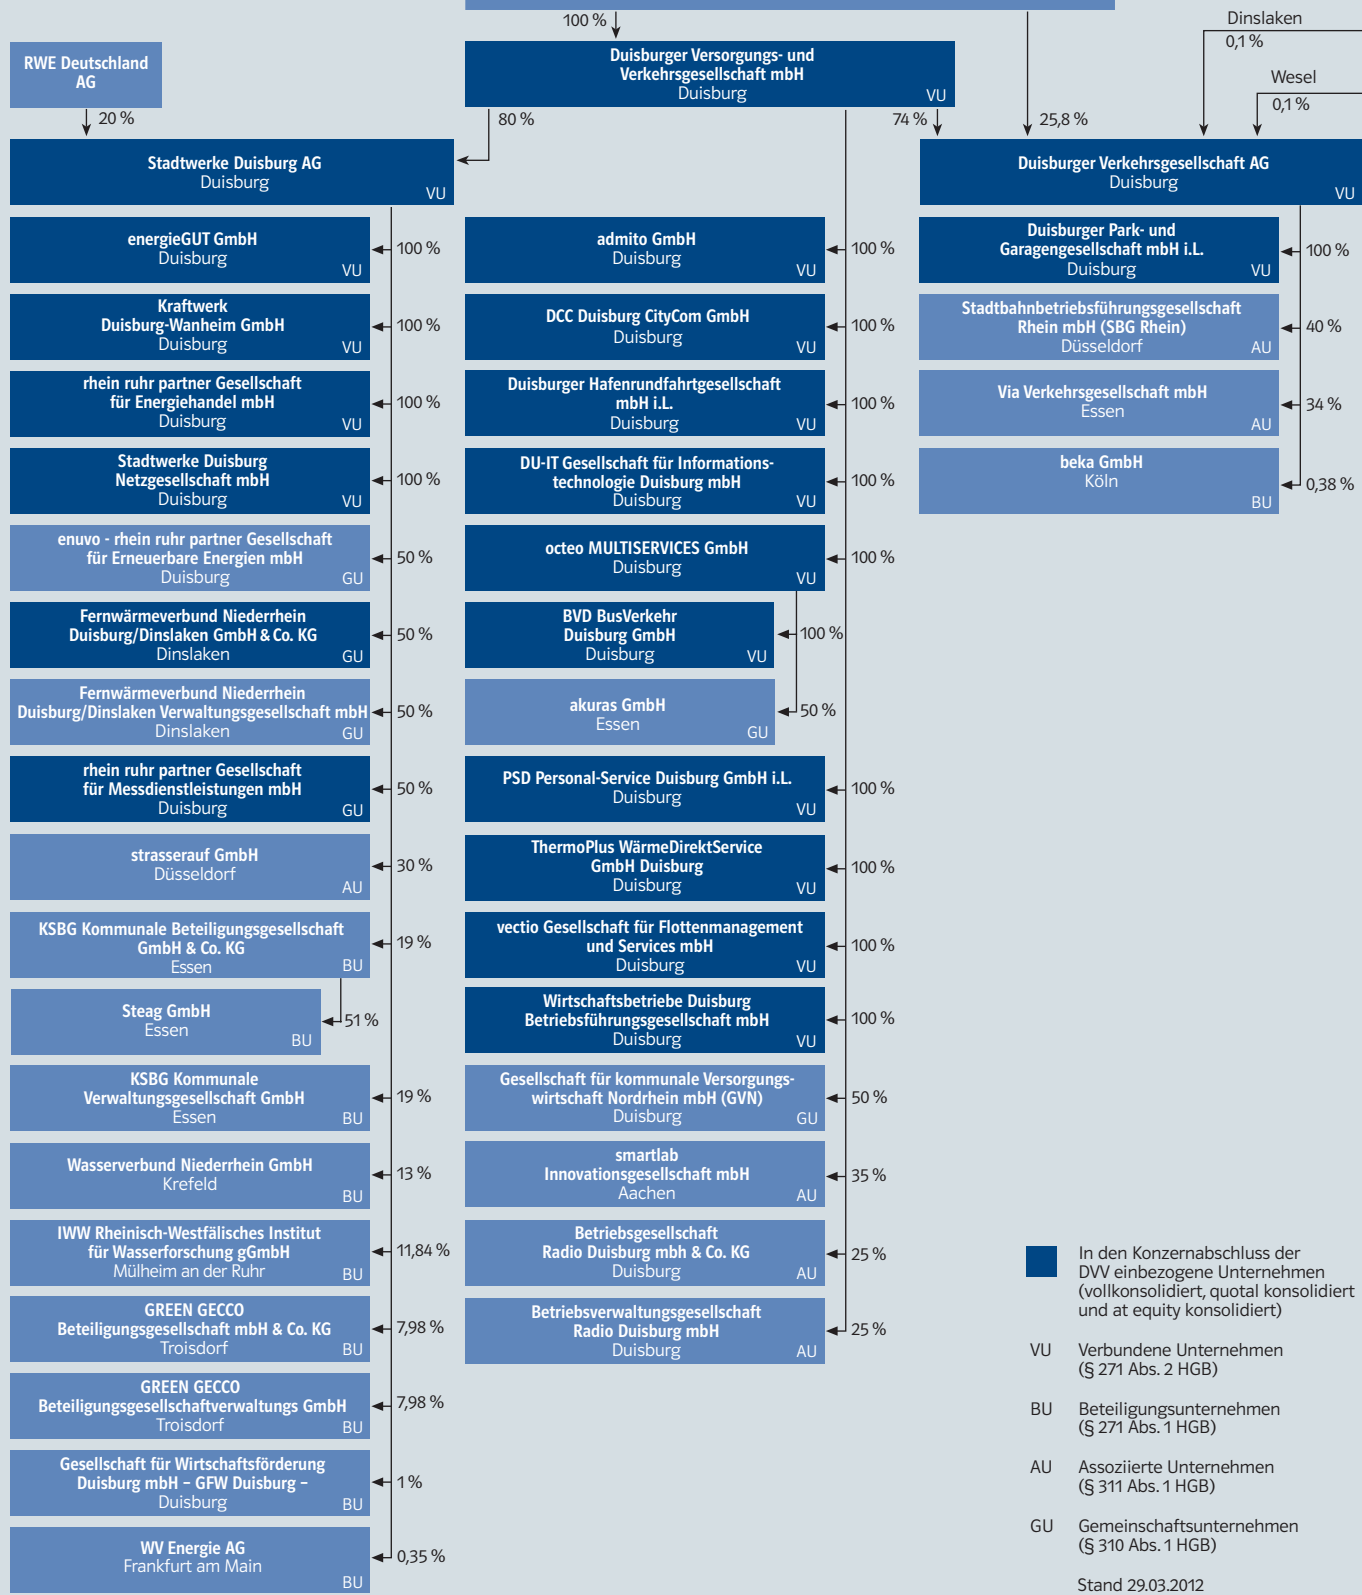 100 %
Dinslaken
0,1 %
RWE Deutschland
AG
Duisburger Versorgungs- und
Verkehrsgesellschaft mbH
Duisburg
VU
Wesel
0,1 %
20 %
80 %
74 %
25,8 %
Stadtwerke Duisburg AG
Duisburg
VU
Duisburger Verkehrsgesellschaft AG
Duisburg
VU
energieGUT GmbH
Duisburg
VU
100 %
Kraftwerk
Duisburg-Wanheim GmbH
Duisburg
VU
100 %
rhein ruhr partner Gesellschaft
für Energiehandel mbH
Duisburg
VU
100 %
Stadtwerke Duisburg
Netzgesellschaft mbH
Duisburg
VU
100 %
enuvo - rhein ruhr partner Gesellschaft
für Erneuerbare Energien mbH
Duisburg
GU
50 %
Fernwärmeverbund Niederrhein
Duisburg/Dinslaken GmbH & Co. KG
Dinslaken
GU
50 %
Fernwärmeverbund Niederrhein
Duisburg/Dinslaken Verwaltungsgesellschaft mbH
Dinslaken
GU
50 %
rhein ruhr partner Gesellschaft
für Messdienstleistungen mbH
Duisburg
GU
50 %
strasserauf GmbH
Düsseldorf
AU
30 %
KSBG Kommunale Beteiligungsgesellschaft
GmbH & Co. KG
Essen
BU
19 %
Steag GmbH
Essen
BU
51 %
KSBG Kommunale
Verwaltungsgesellschaft GmbH
Essen
BU
19 %
Wasserverbund Niederrhein GmbH
Krefeld
BU
13 %
IWW Rheinisch-Westfälisches Institut
für Wasserforschung gGmbH
Mülheim an der Ruhr
BU
11,84 %
GREEN GECCO
Beteiligungsgesellschaft mbH & Co. KG
Troisdorf
BU
7,98 %
GREEN GECCO
Beteiligungsgesellschaftverwaltungs GmbH
Troisdorf
BU
7,98 %
Gesellschaft für Wirtschaftsförderung
Duisburg mbH – GFW Duisburg –
Duisburg
BU
1 %
WV Energie AG
Frankfurt am Main
BU
0,35 %
admito GmbH
Duisburg
VU
100 %
DCC Duisburg CityCom GmbH
Duisburg
VU
100 %
Duisburger Hafenrundfahrtgesellschaft
mbH i.L.
Duisburg
VU
100 %
DU-IT Gesellschaft für Informations-
technologie Duisburg mbH
Duisburg
VU
100 %
octeo MULTISERVICES GmbH
Duisburg
VU
100 %
BVD BusVerkehr
Duisburg GmbH
Duisburg
VU
100 %
akuras GmbH
Essen
GU
50 %
PSD Personal-Service Duisburg GmbH i.L.
Duisburg
VU
100 %
ThermoPlus WärmeDirektService
GmbH Duisburg
Duisburg
VU
100 %
vectio Gesellschaft für Flottenmanagement
und Services mbH
Duisburg
VU
100 %
Wirtschaftsbetriebe Duisburg
Betriebsführungsgesellschaft mbH
Duisburg
VU
100 %
Gesellschaft für kommunale Versorgungs-
wirtschaft Nordrhein mbH (GVN)
Duisburg
GU
50 %
smartlab
Innovationsgesellschaft mbH
Aachen
AU
35 %
Betriebsgesellschaft
Radio Duisburg mbh & Co. KG
Duisburg
AU
25 %
Betriebsverwaltungsgesellschaft
Radio Duisburg mbH
Duisburg
AU
25 %
Duisburger Park- und
Garagengesellschaft mbH i.L.
Duisburg
VU
100 %
Stadtbahnbetriebsführungsgesellschaft
Rhein mbH (SBG Rhein)
Düsseldorf
AU
40 %
Via Verkehrsgesellschaft mbH
Essen
AU
34 %
beka GmbH
Köln
BU
0,38 %
In den Konzernabschluss der
DVV einbezogene Unternehmen
(vollkonsolidiert, quotal konsolidiert
und at equity konsolidiert)
VU Verbundene Unternehmen
(§ 271 Abs. 2 HGB)
BU Beteiligungsunternehmen
(§ 271 Abs. 1 HGB)
AU Assoziierte Unternehmen
(§ 311 Abs. 1 HGB)
GU Gemeinschaftsunternehmen
(§ 310 Abs. 1 HGB)
Stand 29.03.2012